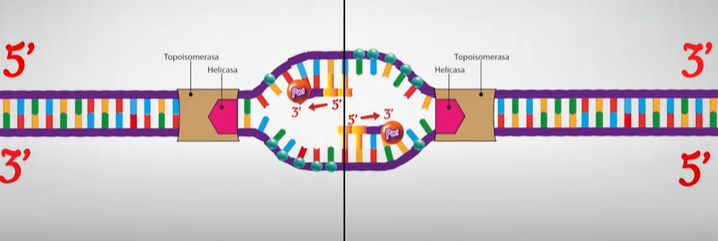 5'
3'
Topoisomerasa
Topoisomerasa
Helicasa
Helicasa
Pol
3' 5'
5' 3'
Pol
3'
5'